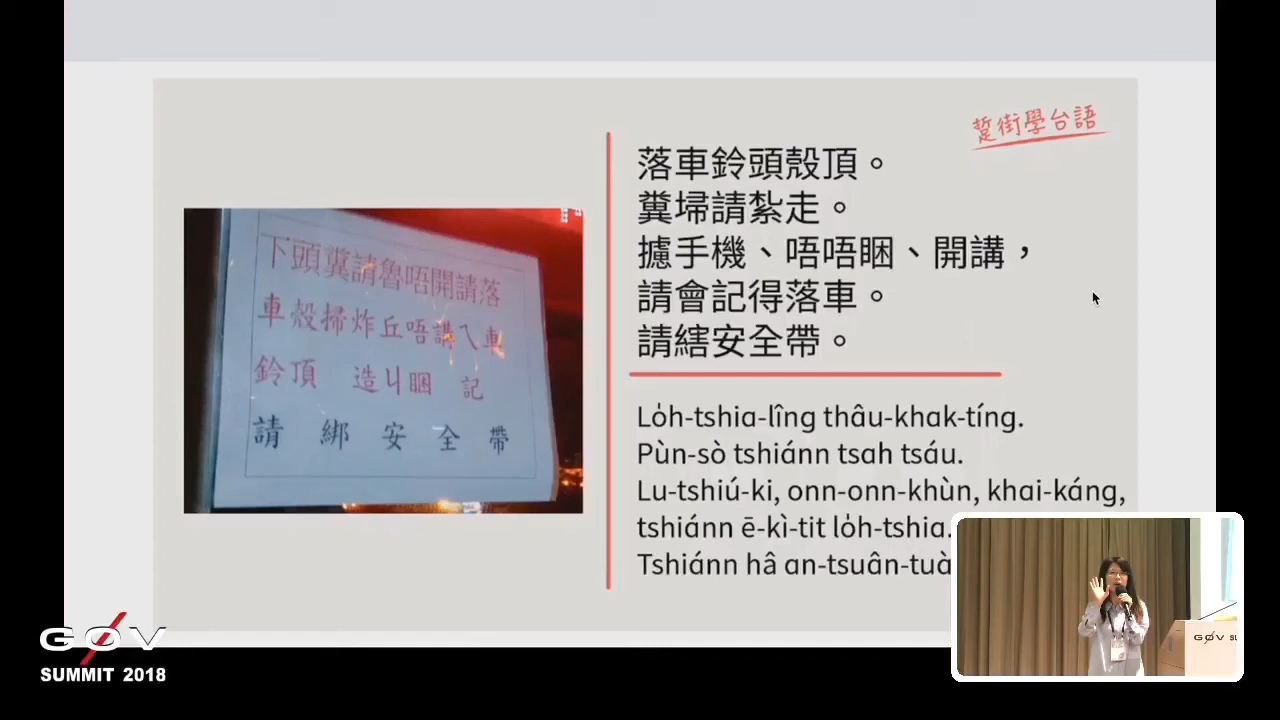 踅街學台語
落車鈴頭殼頂。
糞埽請紮走。
攄手機、唔唔睏、開講，
請會記得落車。
請縖安全帶。
Lo̍h-tshia-lîng thâu-khak-tíng.
Pùn-sò tshiánn tsah tsáu.
Lu-tshiú-ki, onn-onn-khùn, khai-káng,
tshiánn ē-kì-tit lo̍h-tshia.
Tshiánn hâ an-tsuân-tuà
下頭糞請魯唔開請落
車殼掃炸丘唔講ㄟ車
鈴頂 造ㄐ睏 記
請 綁 安 全 帶
GØV
SUMMIT 2018
GØV SU